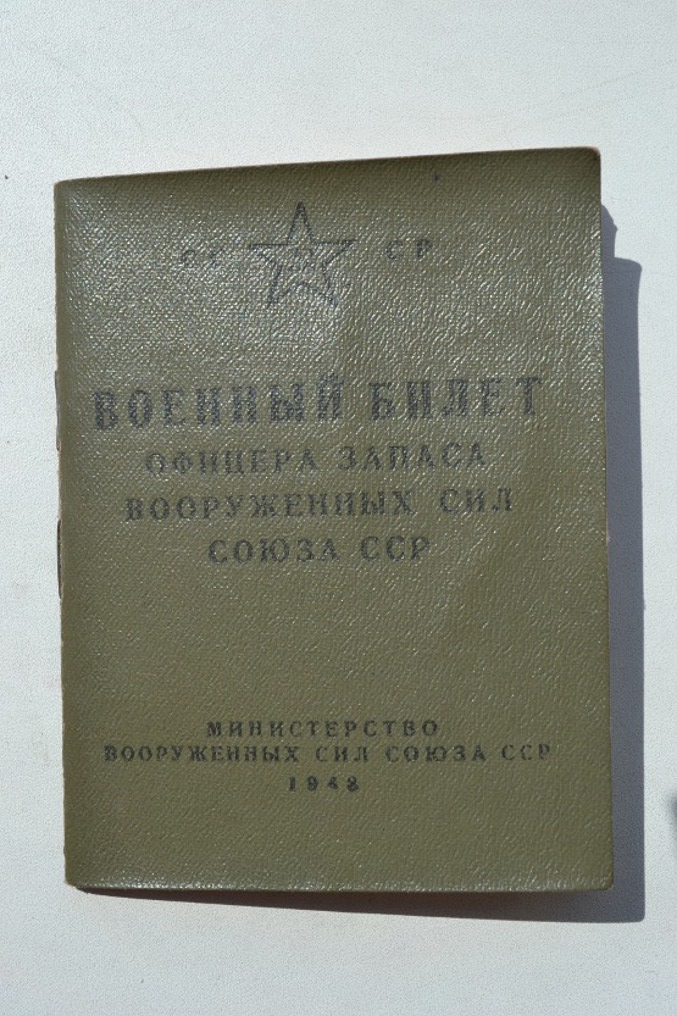 СР
ВОЕННЫЙ БИЛЕТ
ОФИЦЕРА ЗАПАСА
ВООРУЖЕННЫХ СИЛ
СОЮЗА ССР
МИНИСТЕРСТВО
ВООРУЖЕННЫХ СИЛ СОЮЗА ССР
1948